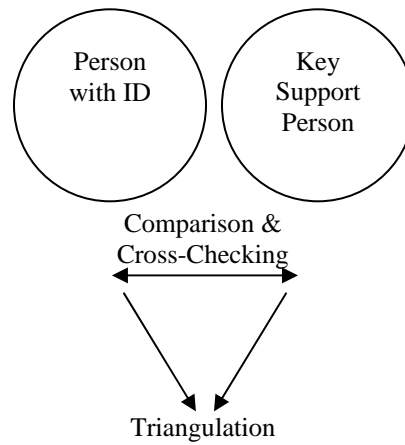 Person
with ID
Key
Support
Person
Comparison &
Cross-Checking
Triangulation